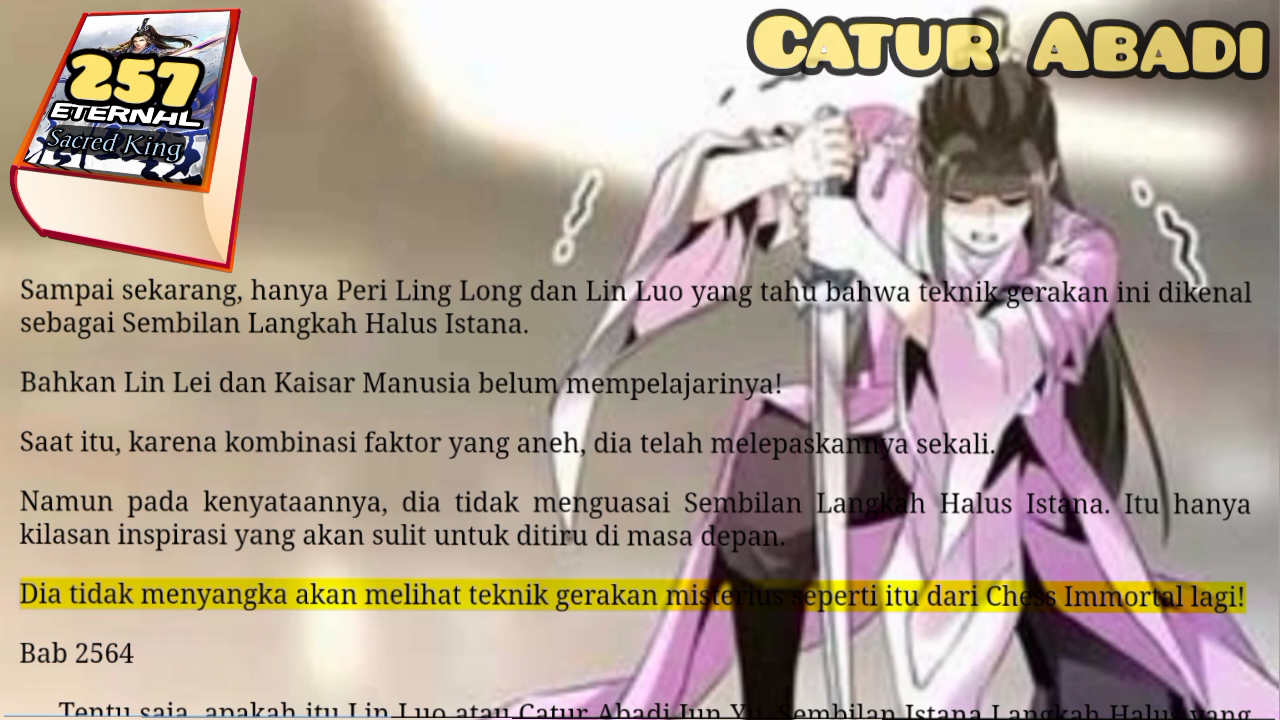 257
ETERNAL
Sacred King
CATUR ABADI
Sampai sekarang, hanya Peri Ling Long dan Lin Luo yang tahu bahwa teknik gerakan ini dikenal
sebagai Sembilan Langkah Halus Istana.
Bahkan Lin Lei dan Kaisar Manusia belum mempelajarinya!
Saat itu, karena kombinasi faktor yang aneh, dia telah melepaskannya sekali.
Namun pada kenyataannya, dia tidak menguasai Sembilan Langkah Halus Istana. Itu hanya
kilasan inspirasi yang akan sulit untuk ditiru di masa depan.
Dia tidak menyangka akan melihat teknik gerakan misterius seperti itu dari Chess Immortal lagi!
Bab 2564
Tentu saja, apakah itu Lin Luo atau Catur Abadi Jun Yu, Sembilan Istana Langkah Halus yang